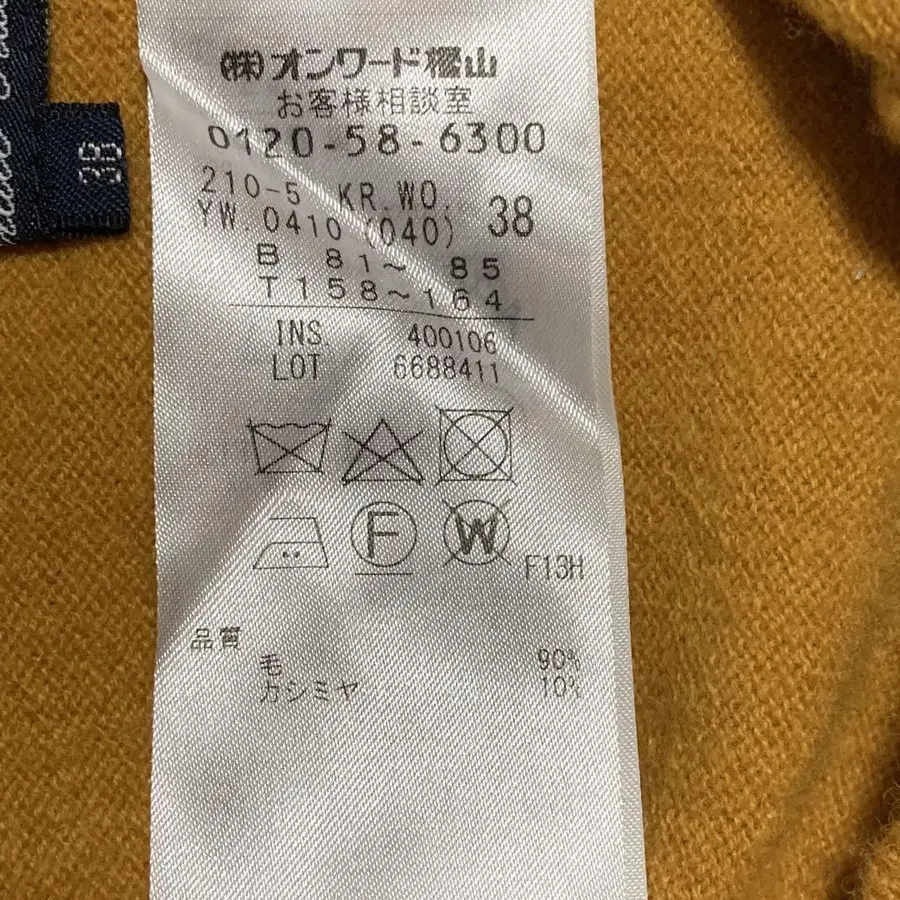 (株)オンワード樫山
お客様相談室
0120-58-6300
210-5 KR.WO.
YW.0410 (040) 38
B 81~ 85
T158~164
INS. 400106
LOT 6688411
F
W
F13H
品質
毛 90%
カシミヤ 10%
38